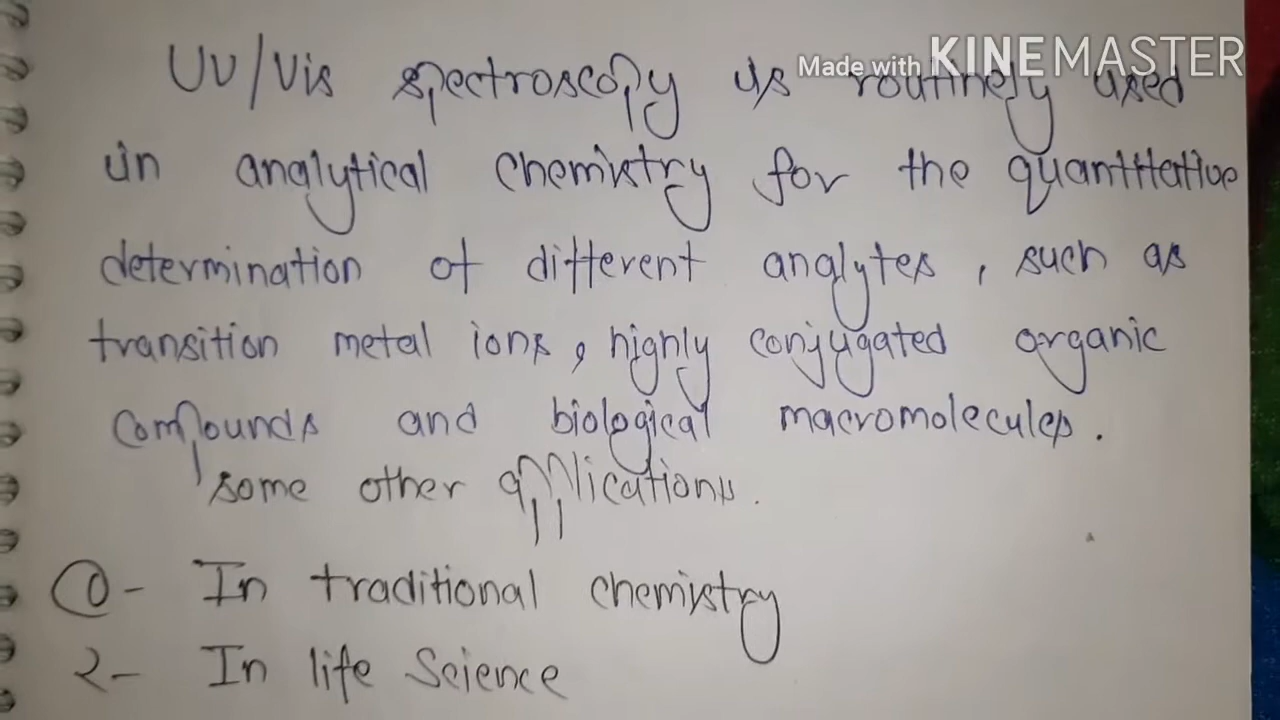 Made with KINEMASTER
UV/Vis spectroscopy is routinely used
in analytical chemistry for the quantitative
determination of different analytes, such as
transition metal ions, highly conjugated organic
compounds and biological macromolecules.
some other applications.
① - In traditional chemistry
2 - In life Science